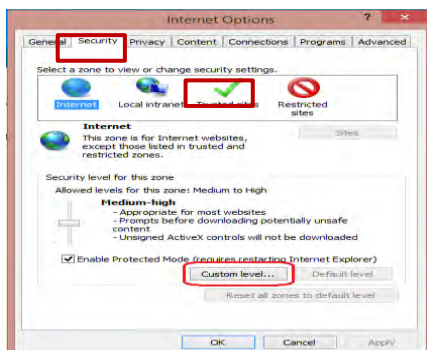 Internet Options
?
×
General Security Privacy Content Connections Programs Advanced
Select a zone to view or change security settings.
Internet Local intranet Trusted sites Restricted
sites
Internet
This zone is for Internet websites,
except those listed in trusted and
restricted zones.
Sites
Security level for this zone
Allowed levels for this zone: Medium to High
Medium-high
- Appropriate for most websites
- Prompts before downloading potentially unsafe
content
- Unsigned ActiveX controls will not be downloaded
Enable Protected Mode (requires restarting Internet Explorer)
Custom level... Default level
Reset all zones to default level
OK Cancel Apply